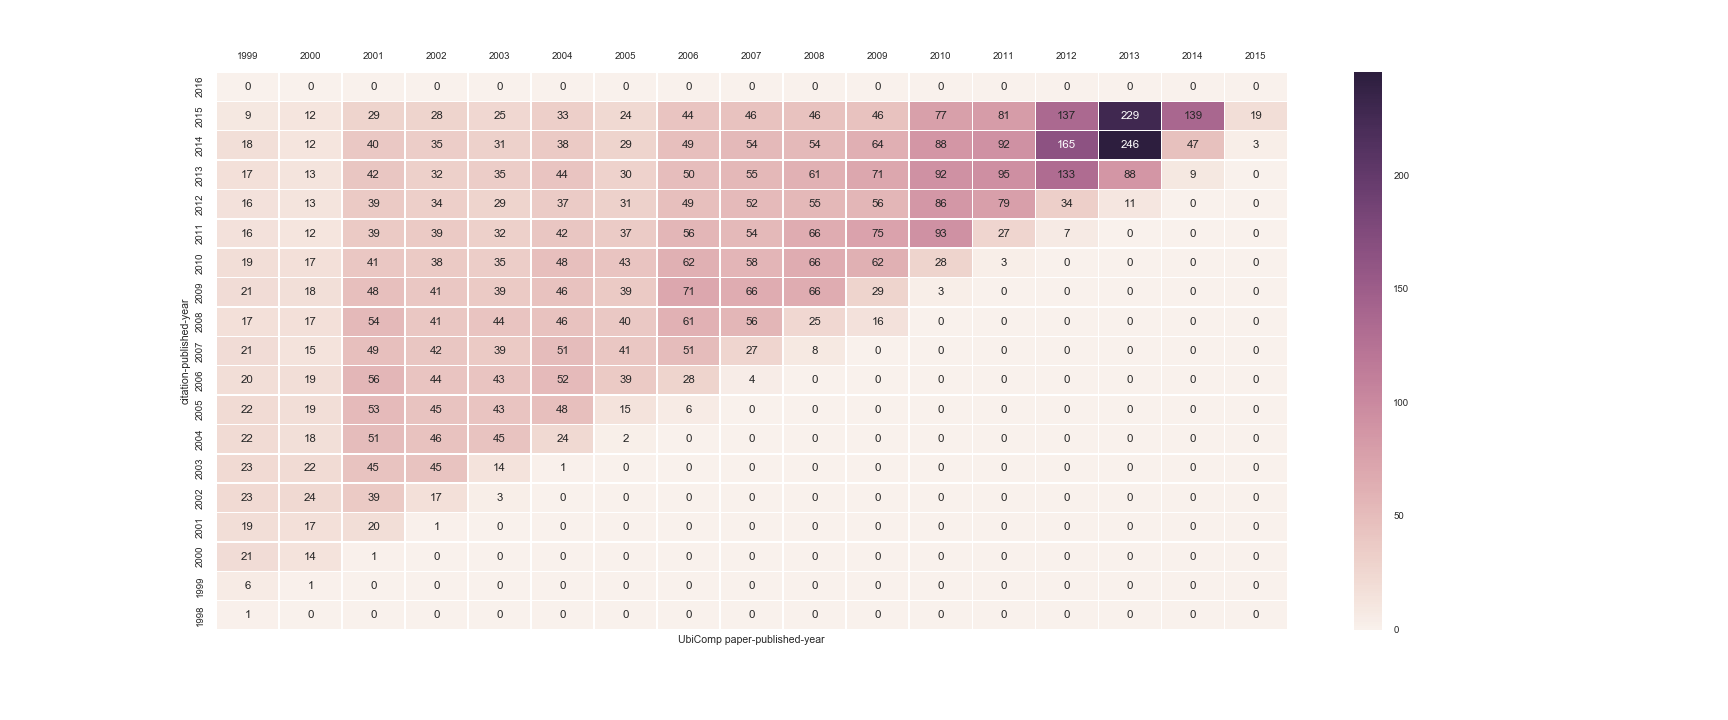 1999 2000 2001 2002 2003 2004 2005 2006 2007 2008 2009 2010 2011 2012 2013 2014 2015
2016 0 0 0 0 0 0 0 0 0 0 0 0 0 0 0 0 0
2015 9 12 29 28 25 33 24 44 46 46 46 77 81 137 229 139 19
2014 18 12 40 35 31 38 29 49 54 54 64 88 92 165 246 47 3
2013 17 13 42 32 35 44 30 50 55 61 71 92 95 133 88 9 0
2012 16 13 39 34 29 37 31 49 52 55 56 86 79 34 11 0 0
2011 16 12 39 39 32 42 37 56 54 66 75 93 27 7 0 0 0
2010 19 17 41 38 35 48 43 62 58 66 62 28 3 0 0 0 0
2009 21 18 48 41 39 46 39 71 66 66 29 3 0 0 0 0 0
2008 17 17 54 41 44 46 40 61 56 25 16 0 0 0 0 0 0
2007 21 15 49 42 39 51 41 51 27 8 0 0 0 0 0 0 0
2006 20 19 56 44 43 52 39 28 4 0 0 0 0 0 0 0 0
2005 22 19 53 45 43 48 15 6 0 0 0 0 0 0 0 0 0
2004 22 18 51 46 45 24 2 0 0 0 0 0 0 0 0 0 0
2003 23 22 45 45 14 1 0 0 0 0 0 0 0 0 0 0 0
2002 23 24 39 17 3 0 0 0 0 0 0 0 0 0 0 0 0
2001 19 17 20 1 0 0 0 0 0 0 0 0 0 0 0 0 0
2000 21 14 1 0 0 0 0 0 0 0 0 0 0 0 0 0 0
1999 6 1 0 0 0 0 0 0 0 0 0 0 0 0 0 0 0
1998 1 0 0 0 0 0 0 0 0 0 0 0 0 0 0 0 0
citation-published-year
UbiComp paper-published-year
200
150
100
50
0